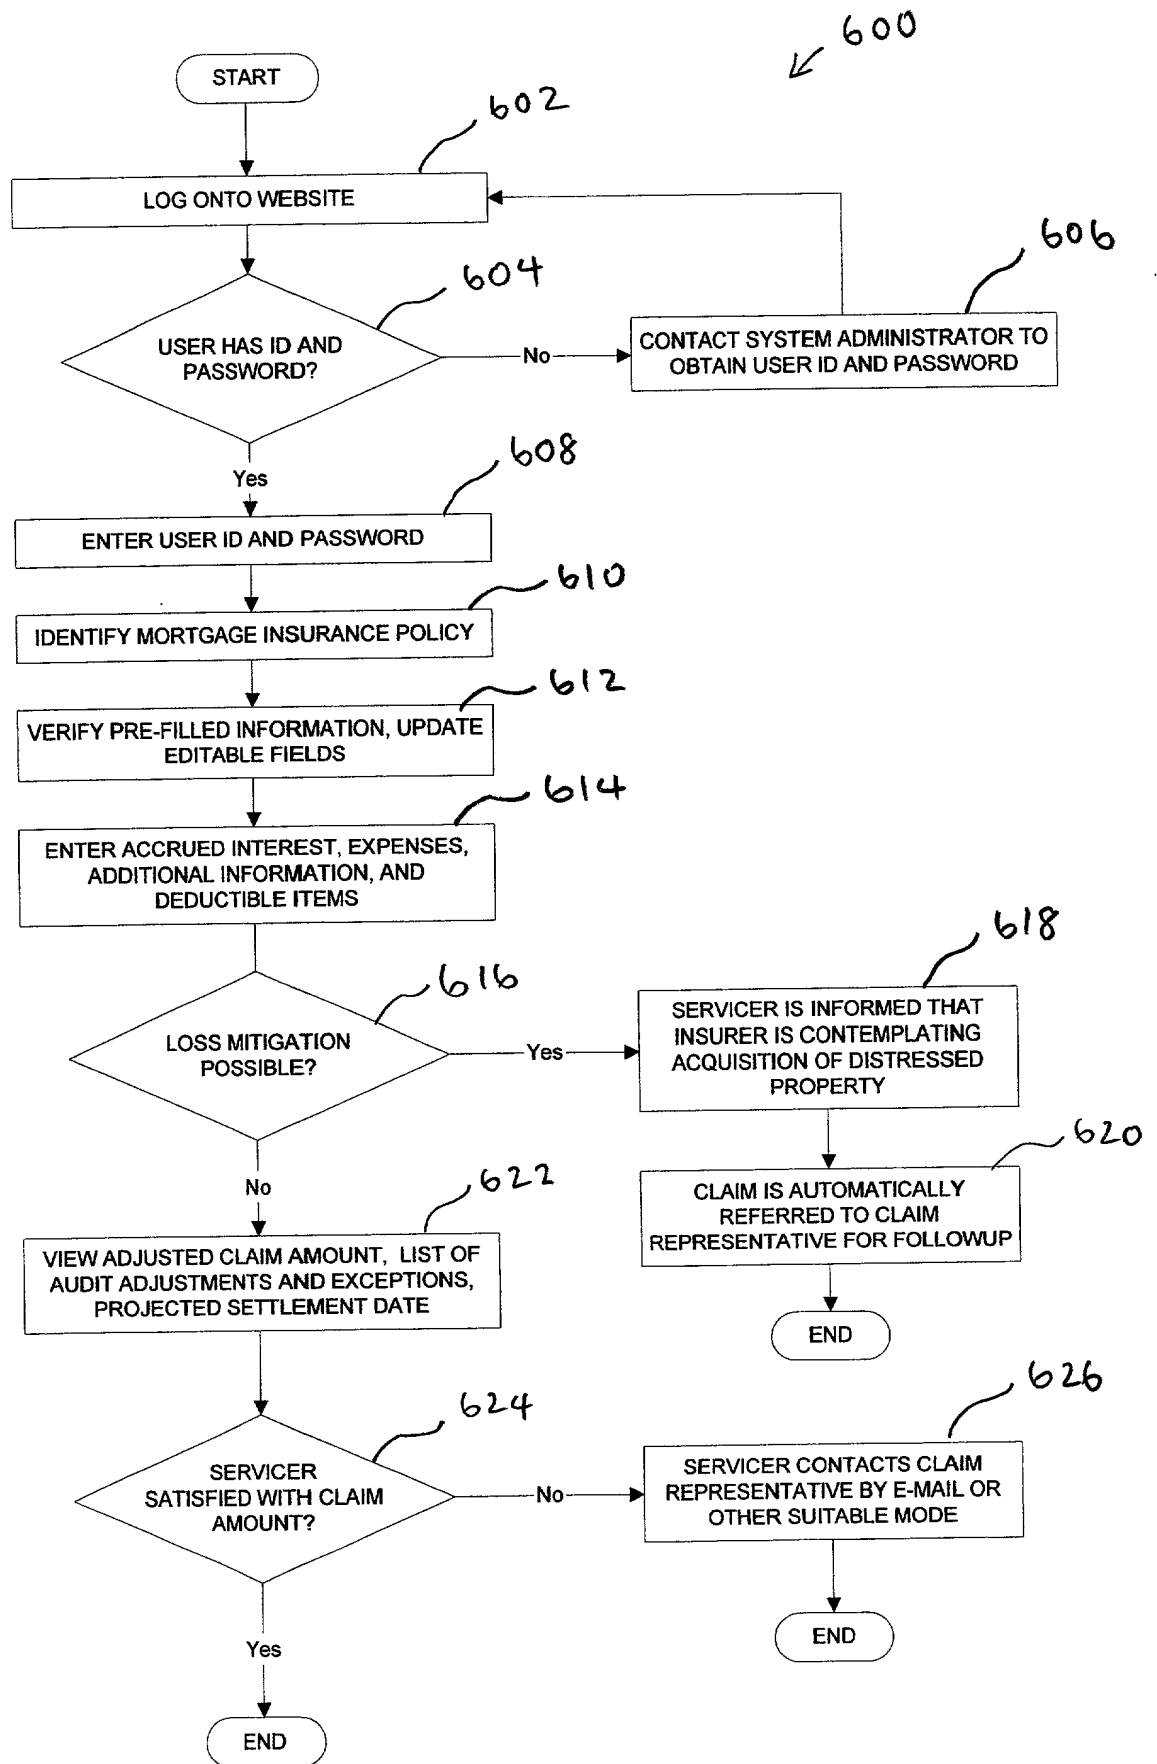 600
START
602
LOG ONTO WEBSITE
604
606
USER HAS ID AND
PASSWORD?
No
CONTACT SYSTEM ADMINISTRATOR TO
OBTAIN USER ID AND PASSWORD
Yes
608
ENTER USER ID AND PASSWORD
610
IDENTIFY MORTGAGE INSURANCE POLICY
612
VERIFY PRE-FILLED INFORMATION, UPDATE
EDITABLE FIELDS
614
ENTER ACCRUED INTEREST, EXPENSES,
ADDITIONAL INFORMATION, AND
DEDUCTIBLE ITEMS
616
LOSS MITIGATION
POSSIBLE?
Yes
618
SERVICER IS INFORMED THAT
INSURER IS CONTEMPLATING
ACQUISITION OF DISTRESSED
PROPERTY
620
CLAIM IS AUTOMATICALLY
REFERRED TO CLAIM
REPRESENTATIVE FOR FOLLOWUP
END
No
622
VIEW ADJUSTED CLAIM AMOUNT, LIST OF
AUDIT ADJUSTMENTS AND EXCEPTIONS,
PROJECTED SETTLEMENT DATE
624
SERVICER
SATISFIED WITH CLAIM
AMOUNT?
No
626
SERVICER CONTACTS CLAIM
REPRESENTATIVE BY E-MAIL OR
OTHER SUITABLE MODE
END
Yes
END